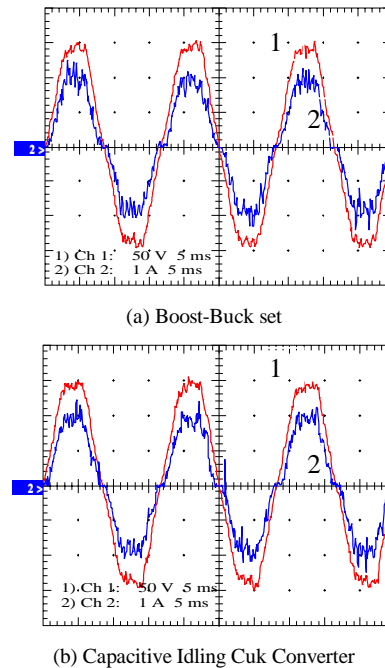 1
2
2 >
1) Ch 1: 50 V 5 ms
2) Ch 2: 1 A 5 ms
(a) Boost-Buck set
1
2
2 >
1) Ch 1: 50 V 5 ms
2) Ch 2: 1 A 5 ms
(b) Capacitive Idling Cuk Converter